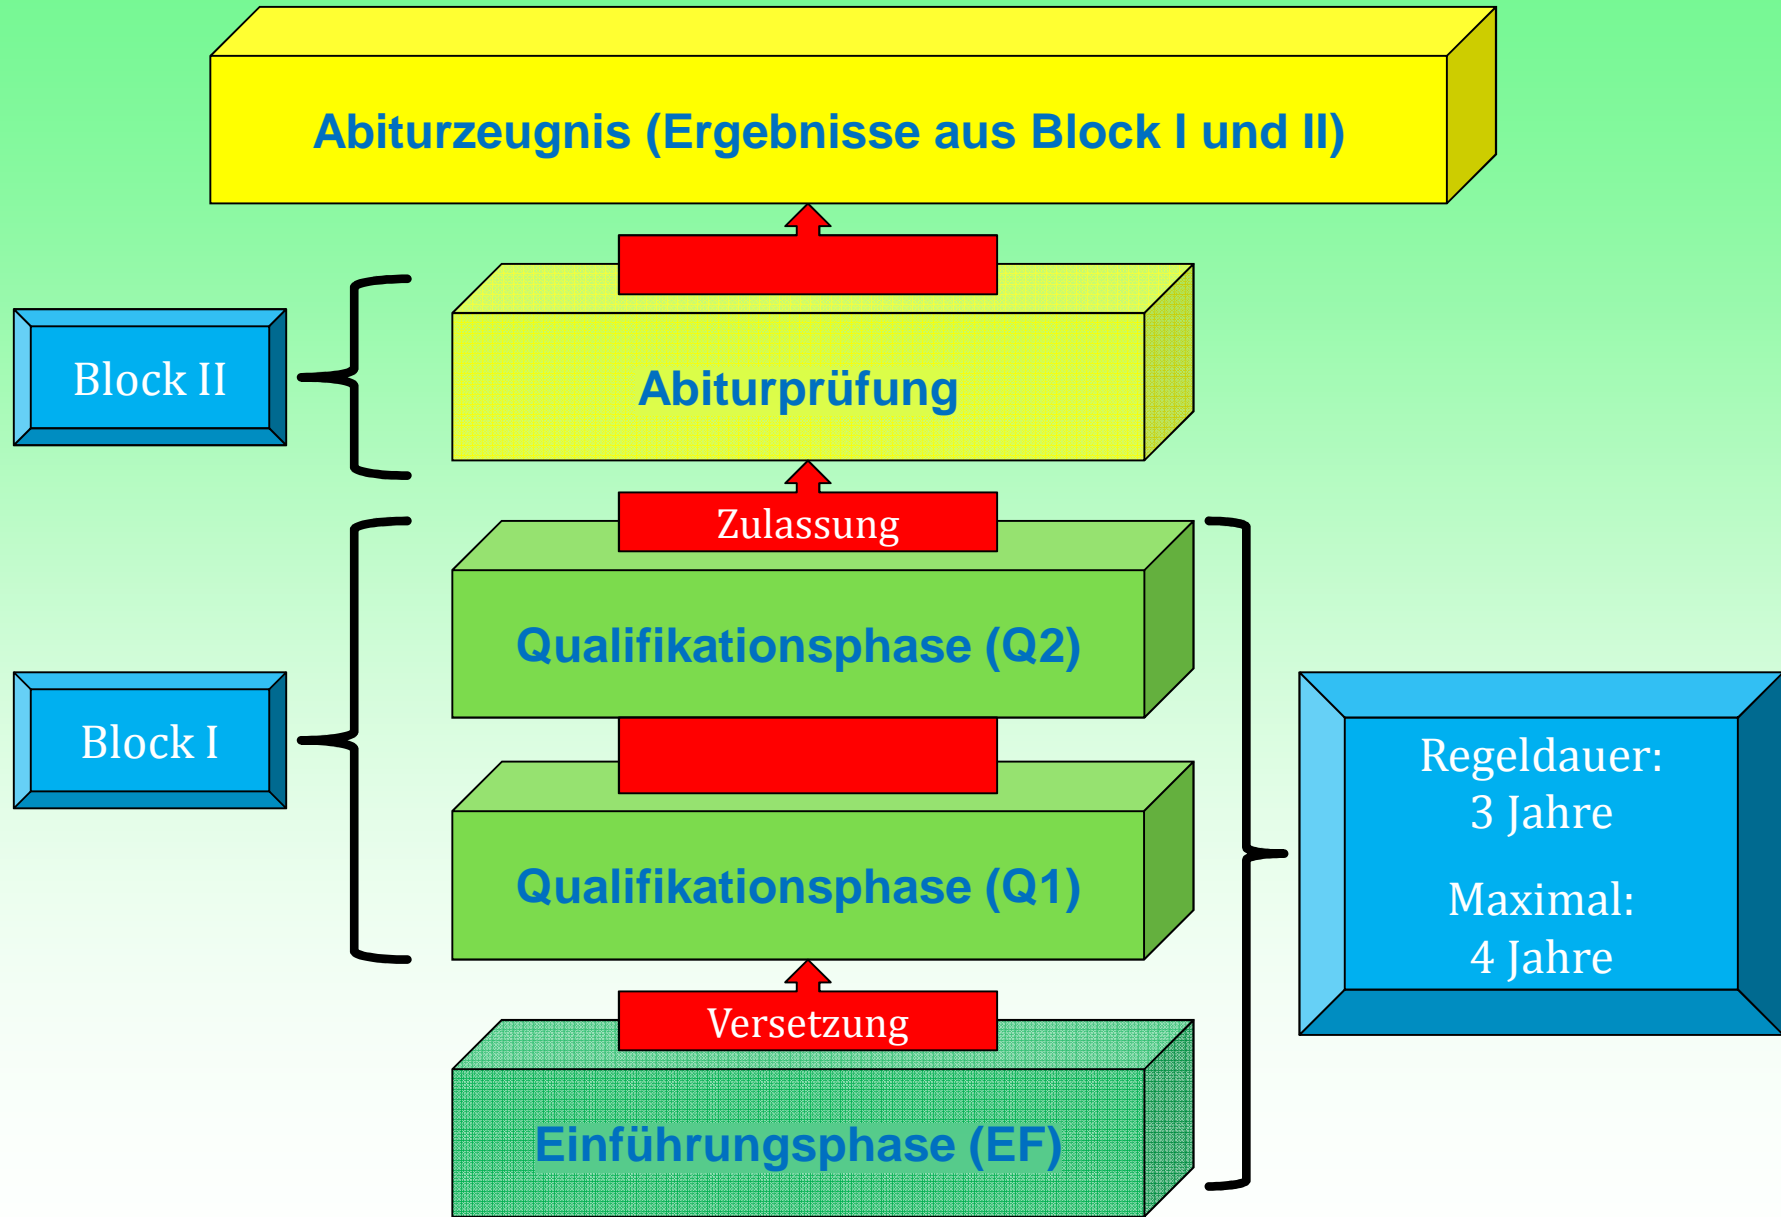 Abiturzeugnis (Ergebnisse aus Block I und II)
Block II
Abiturprüfung
Zulassung
Qualifikationsphase (Q2)
Block I
Qualifikationsphase (Q1)
Regeldauer:
3 Jahre
Maximal:
4 Jahre
Versetzung
Einführungsphase (EF)